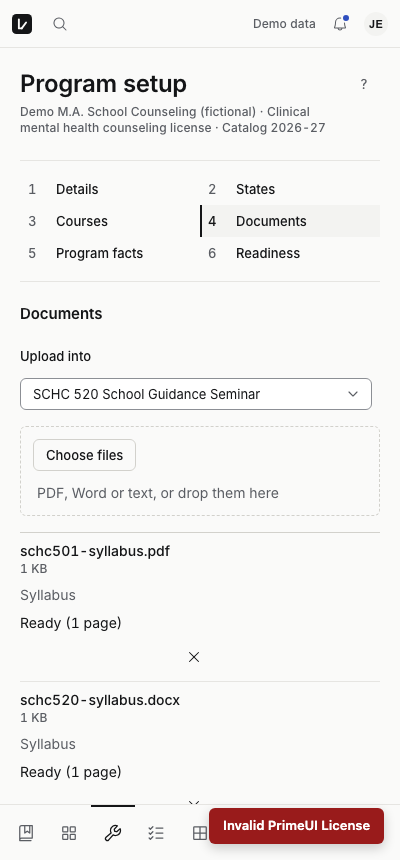 Demo data
JE
Program setup
?
Demo M.A. School Counseling (fictional) · Clinical
mental health counseling license · Catalog 2026-27
1 Details
2 States
3 Courses
4 Documents
5 Program facts
6 Readiness
Documents
Upload into
SCHC 520 School Guidance Seminar
Choose files
PDF, Word or text, or drop them here
schc501-syllabus.pdf
1 KB
Syllabus
Ready (1 page)
schc520-syllabus.docx
1 KB
Syllabus
Ready (1 page)
Invalid PrimeUI License